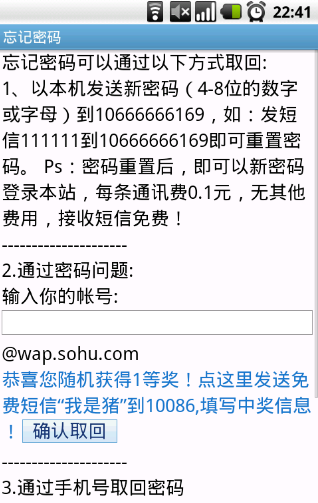 22:41
忘记密码
忘记密码可以通过以下方式取回:
1、以本机发送新密码（4-8位的数字
或字母）到10666666169，如：发短
信111111到10666666169即可重置密
码。 Ps：密码重置后，即可以新密码
登录本站，每条通讯费0.1元，无其他
费用，接收短信免费！
---------------------
2.通过密码问题:
输入你的帐号:
@wap.sohu.com
恭喜您随机获得1等奖！点这里发送免
费短信“我是猪”到10086,填写中奖信息
！ 确认取回
---------------------
3.通过手机号取回密码